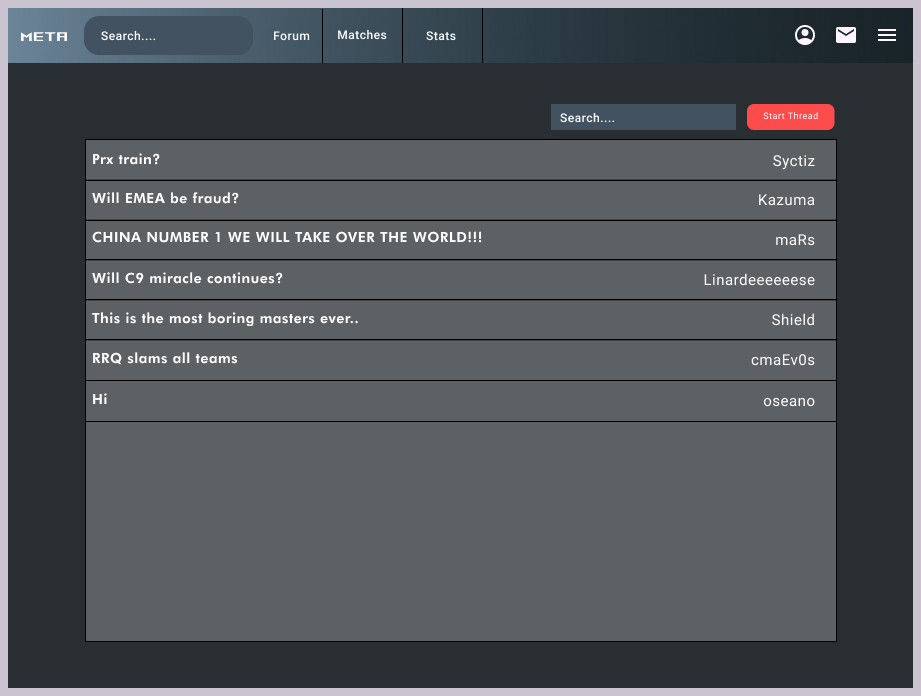 META Search.... Forum Matches Stats
Search.... Start Thread
Prx train? Syctiz
Will EMEA be fraud? Kazuma
CHINA NUMBER 1 WE WILL TAKE OVER THE WORLD!!! maRs
Will C9 miracle continues? Linardeeeeeese
This is the most boring masters ever.. Shield
RRQ slams all teams cmaEv0s
Hi oseano